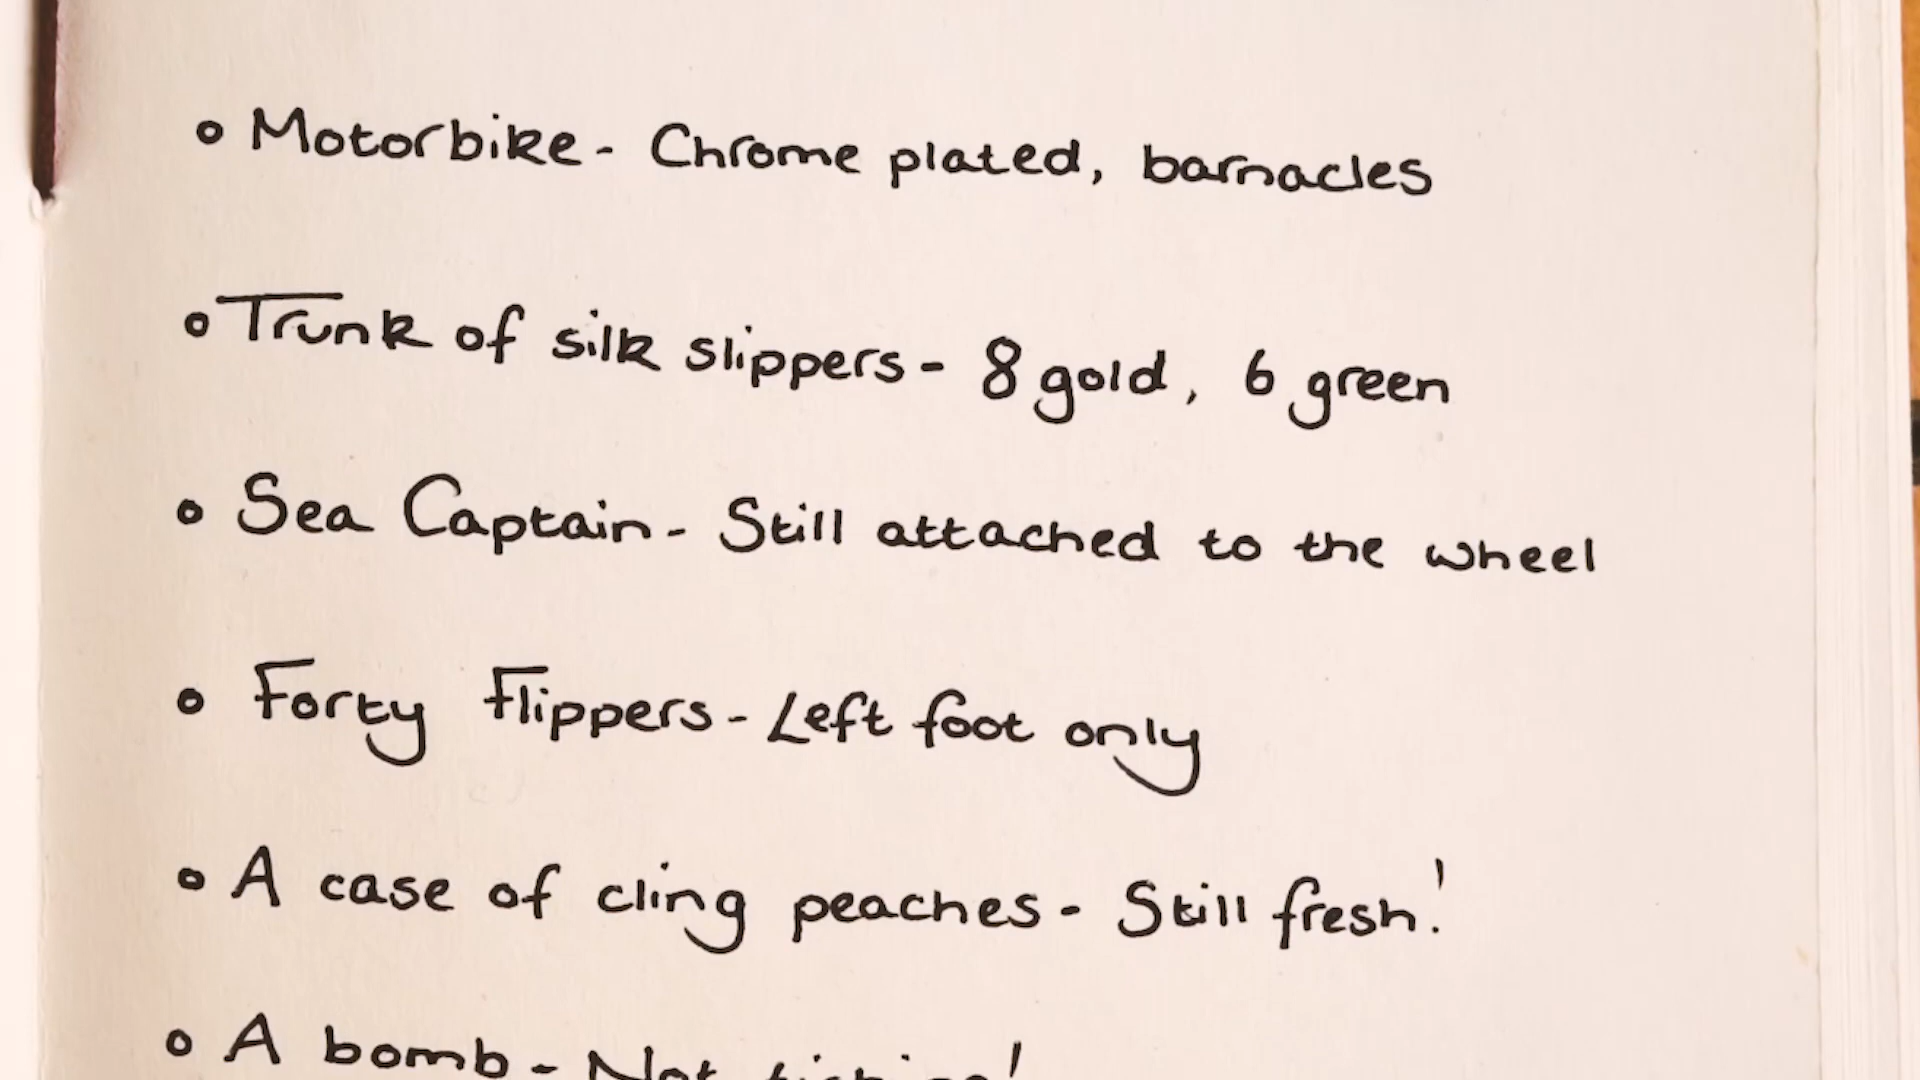 • Motorbike - Chrome plated, barnacles
• Trunk of silk slippers - 8 gold, 6 green
• Sea Captain - Still attached to the wheel
• Forty Flippers - Left foot only
• A case of cling peaches - Still fresh!
• A bomb - Not